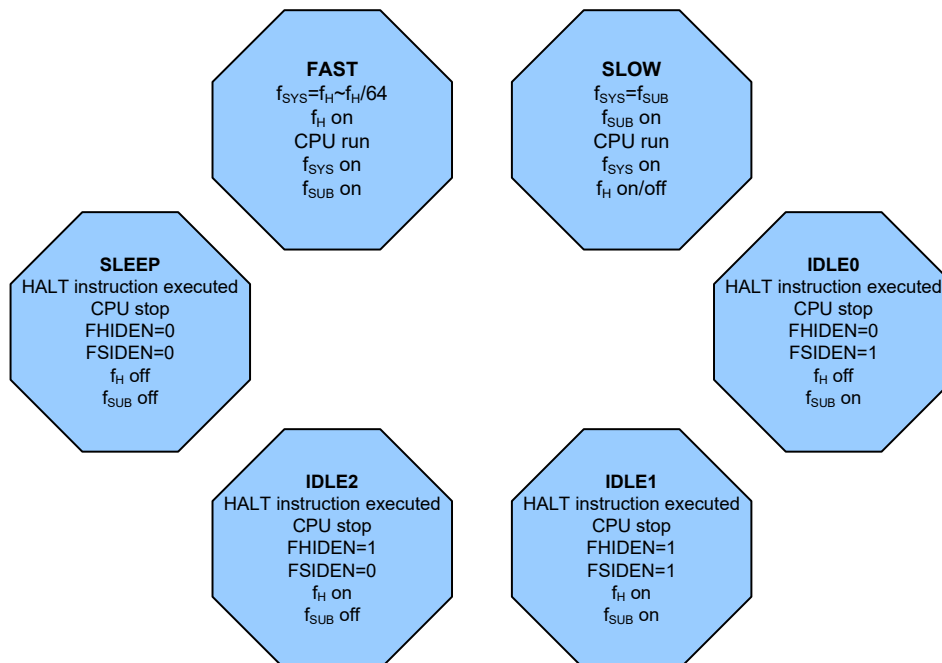 FAST
fSYS=fH~fH/64
fH on
CPU run
fSYS on
fSUB on
SLOW
fSYS=fSUB
fSUB on
CPU run
fSYS on
fH on/off
SLEEP
HALT instruction executed
CPU stop
FHIDEN=0
FSIDEN=0
fH off
fSUB off
IDLE0
HALT instruction executed
CPU stop
FHIDEN=0
FSIDEN=1
fH off
fSUB on
IDLE2
HALT instruction executed
CPU stop
FHIDEN=1
FSIDEN=0
fH on
fSUB off
IDLE1
HALT instruction executed
CPU stop
FHIDEN=1
FSIDEN=1
fH on
fSUB on